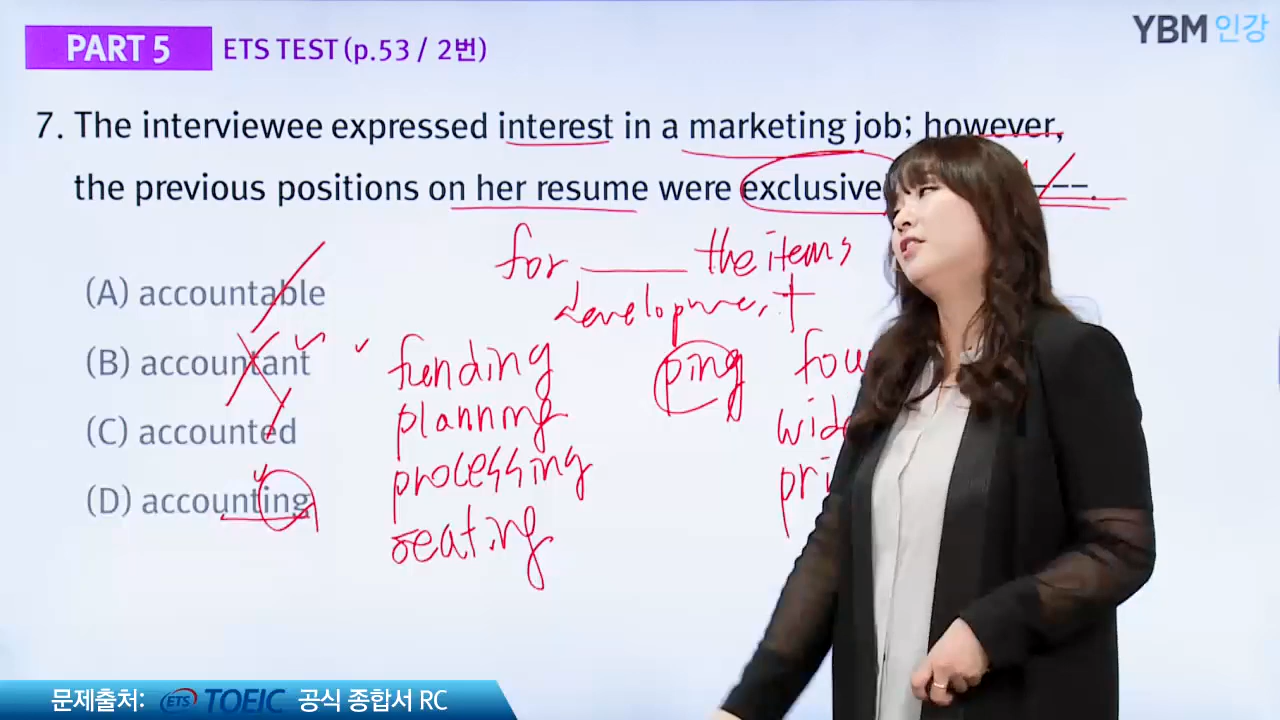 PART 5
ETS TEST (p.53 / 2번)
YBM 인강
7. The interviewee expressed interest in a marketing job; however,
the previous positions on her resume were exclusive
for ____ the items
development
(A) accountable
(B) accountant
(C) accounted
(D) accounting
funding
planning
processing
seating
ping
문제출처: ETS TOEIC 공식 종합서 RC